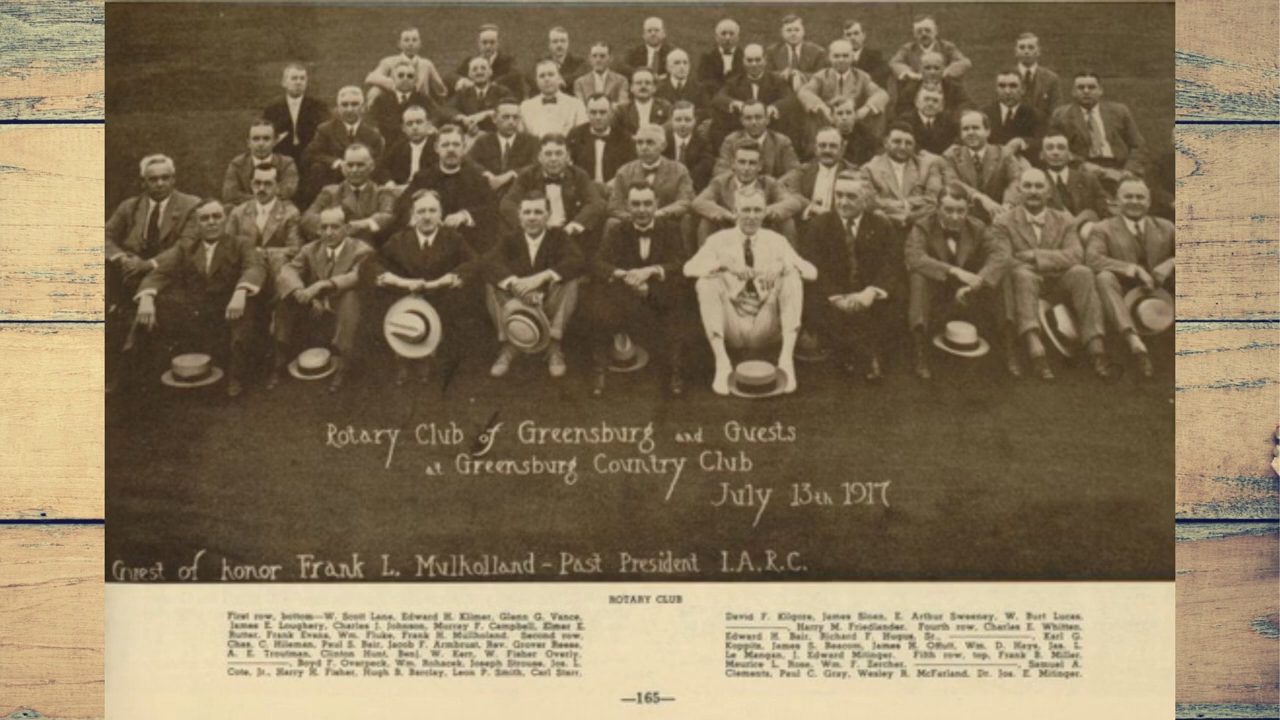 Rotary Club of Greensburg and Guests
at Greensburg Country Club
July 13th 1917
Guest of honor Frank L. Mulholland - Past President I.A.R.C.
ROTARY CLUB
First row, bottom—W. Scott Lane, Edward H. Klimer, Glenn G. Vance,
James E. Loughery, Charles J. Johnson, Murray F. Campbell, Elmer E.
Rutter, Frank Evans, Wm. Fluke, Frank H. Mullholand. Second row,
Chas. C. Hileman, Paul S. Bair, Jacob F. Armbrust, Rev. Grover Reese,
A. E. Troutman, Clinton Hunt, Benj. W. Kerr, W. Fisher Overly,
——————, Boyd F. Overpeck, Wm. Rohacek, Joseph Strouse, Jos. L.
Cote, Jr., Harry H. Fisher, Hugh B. Barclay, Leon P. Smith, Carl Starr,
David F. Kilgore, James Sloan, E. Arthur Sweeney, W. Burt Lucas,
——————, Harry M. Friedlander. Fourth row, Charles E. Whitten,
Edward H. Bair, Richard F. Hugus, Sr., ——————, Karl G.
Koppitz, James S. Beacom, James H. Offutt, Wm. D. Hays, Jas. L.
Le Mangan, J. Edward Mitinger. Fifth row, top, Frank B. Miller,
Maurice L. Rose, Wm. F. Zercher, ——————, Samuel A.
Clements, Paul C. Gray, Wesley R. McFarland, Dr. Jos. E. Mitinger.
—165—